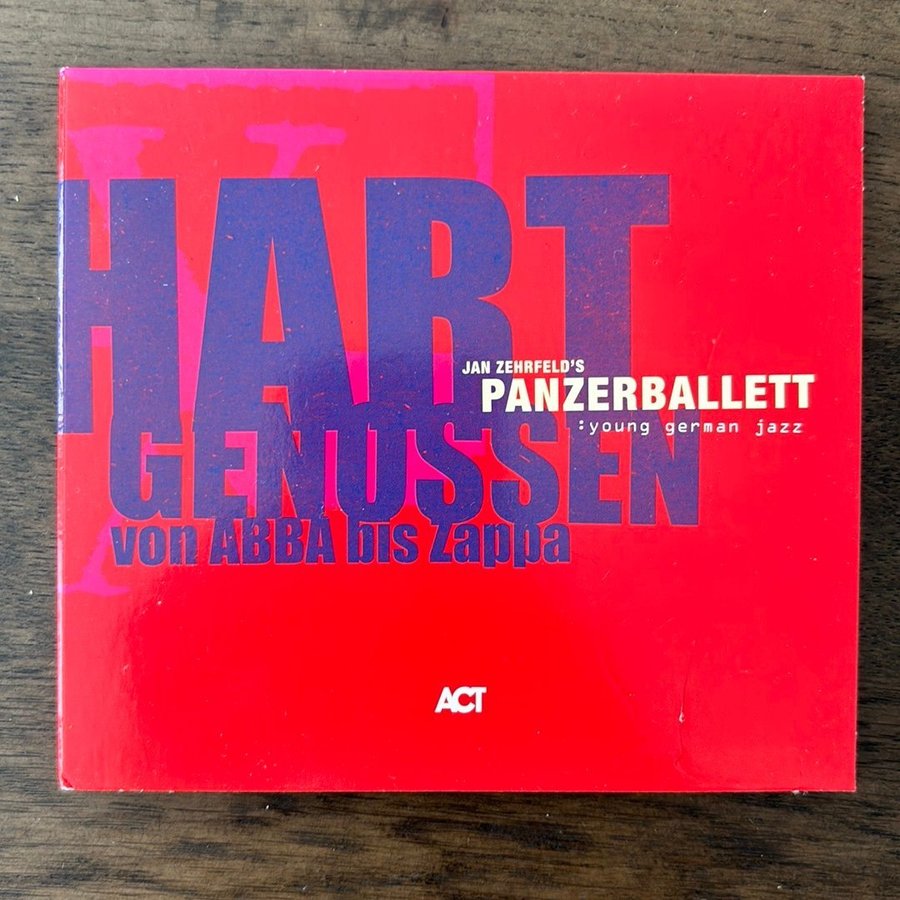 HART
JAN ZEHRFELD'S
PANZERBALLETT
:young german jazz
GENOSSEN
von ABBA bis Zappa
ACT